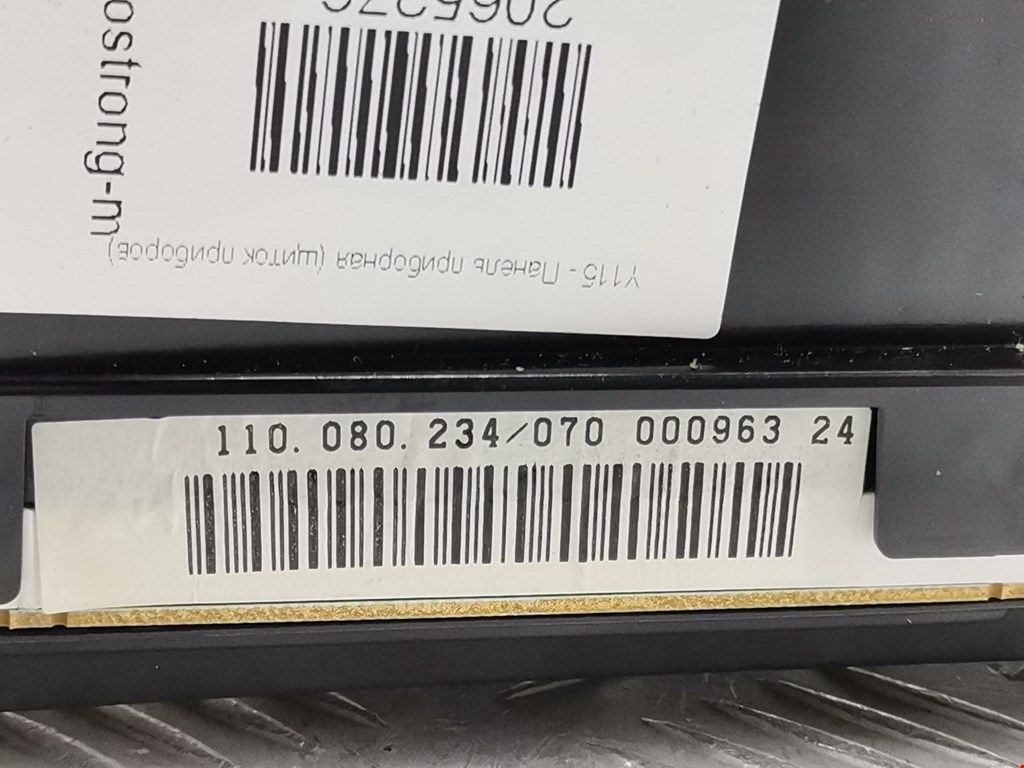 2065276
ostrong-m
Y115 - Панель приборная (щиток приборов)
110. 080. 234/070 000963 24